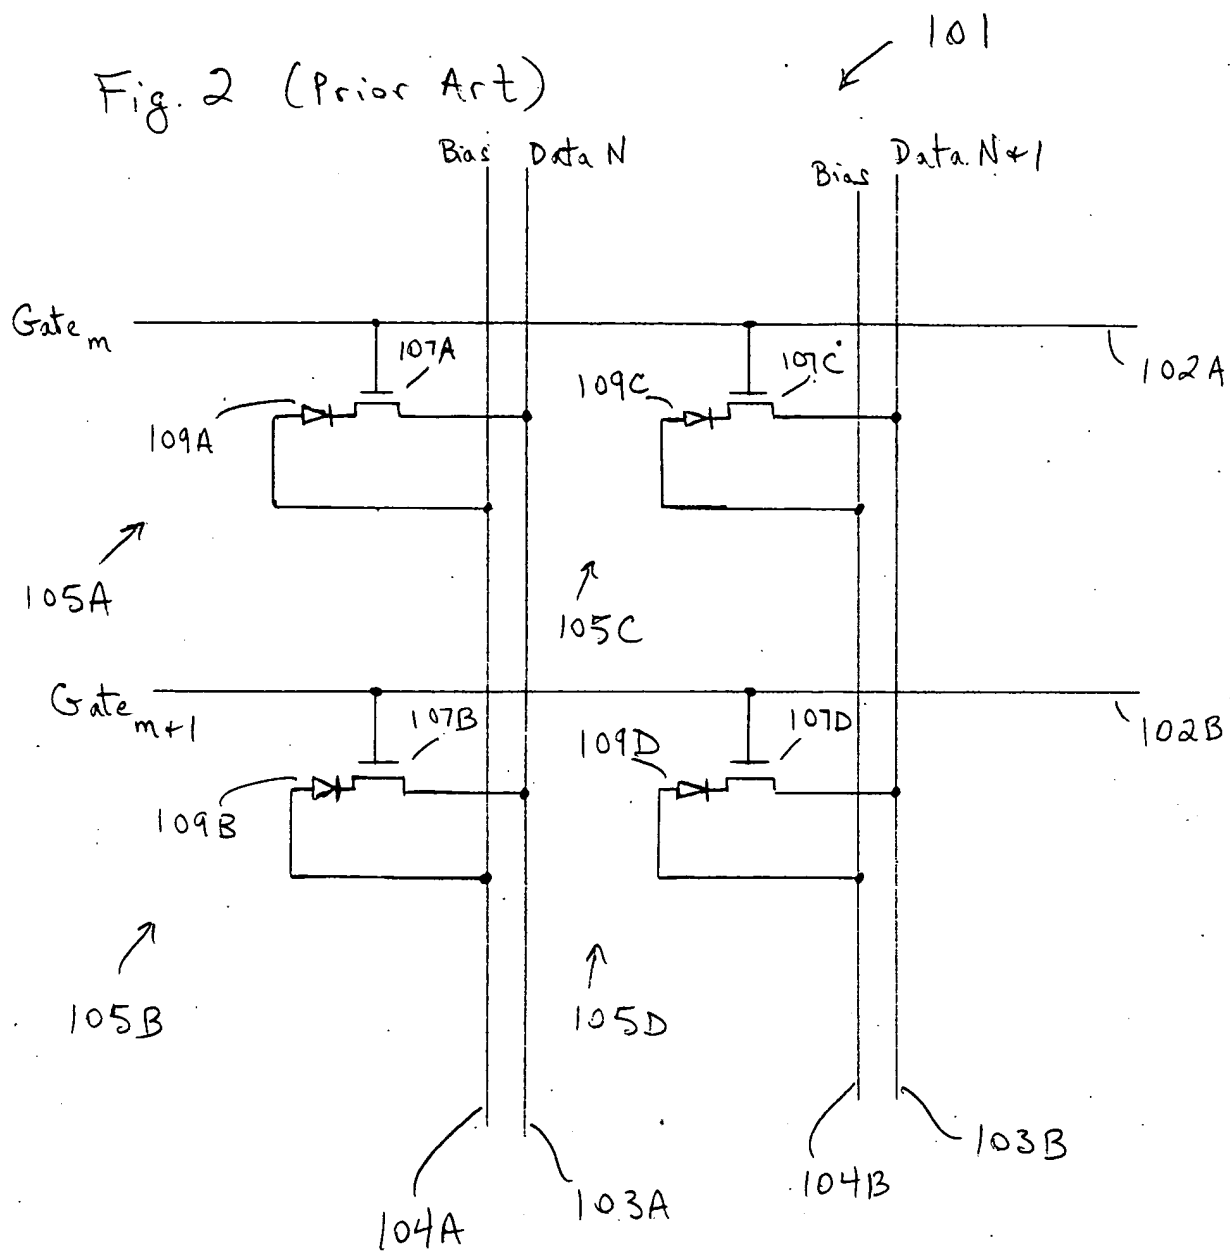 101
Fig. 2 (Prior Art)
Bias Data N
Bias Data N+1
Gate m
107A
109C
107C
102A
109A
105A
105C
Gate m+1
107B
109D
107D
102B
109B
105B
105D
103B
104B
103A
104A